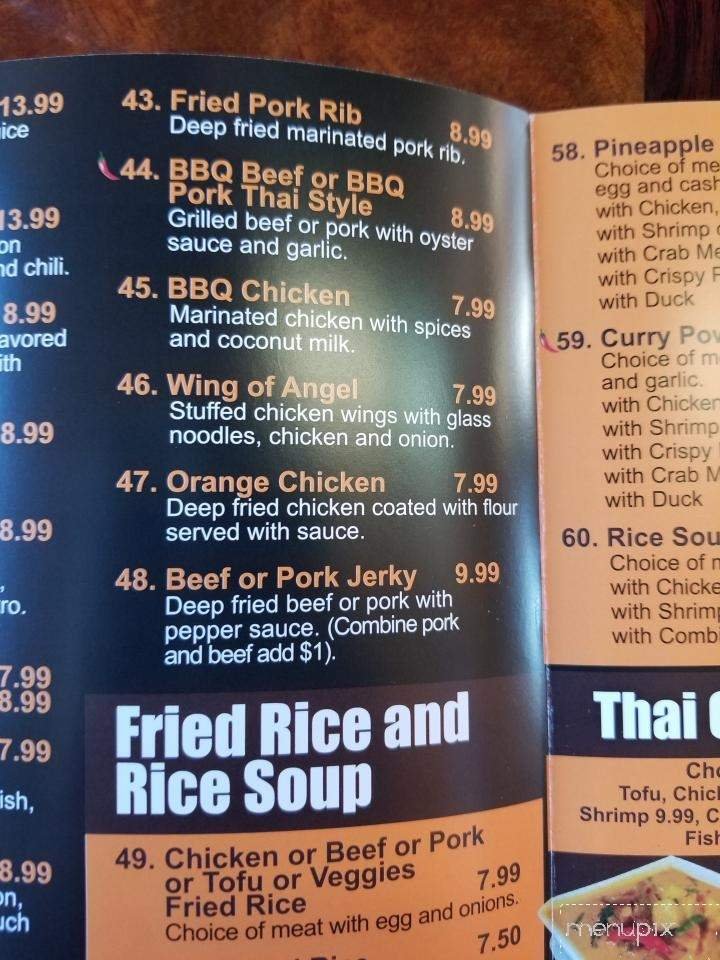 13.99
13.99
nd chili.
8.99
8.99
8.99
7.99
8.99
7.99
8.99
43. Fried Pork Rib 8.99
Deep fried marinated pork rib.
44. BBQ Beef or BBQ
Pork Thai Style 8.99
Grilled beef or pork with oyster
sauce and garlic.
45. BBQ Chicken 7.99
Marinated chicken with spices
and coconut milk.
46. Wing of Angel 7.99
Stuffed chicken wings with glass
noodles, chicken and onion.
47. Orange Chicken 7.99
Deep fried chicken coated with flour
served with sauce.
48. Beef or Pork Jerky 9.99
Deep fried beef or pork with
pepper sauce. (Combine pork
and beef add $1).
Fried Rice and
Rice Soup
49. Chicken or Beef or Pork
or Tofu or Veggies
Fried Rice 7.99
Choice of meat with egg and onions.
7.50
58. Pineapple
Choice of me
egg and cash
with Chicken,
with Shrimp
with Crab Me
with Crispy
with Duck
59. Curry Pow
Choice of m
and garlic.
with Chicken
with Shrimp
with Crispy
with Crab M
with Duck
60. Rice Sou
Choice of m
with Chicke
with Shrimp
with Combi
Thai
Cho
Tofu, Chick
Shrimp 9.99, C
Fish
menupix